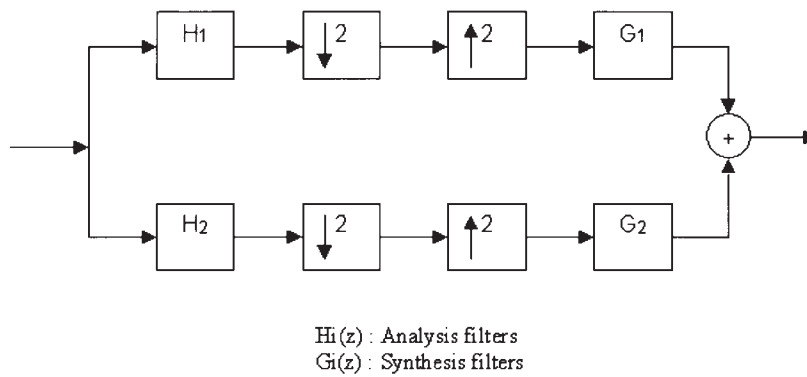 H1 ↓2 ↑2 G1
+
H2 ↓2 ↑2 G2
Hi(z) : Analysis filters
Gi(z) : Synthesis filters